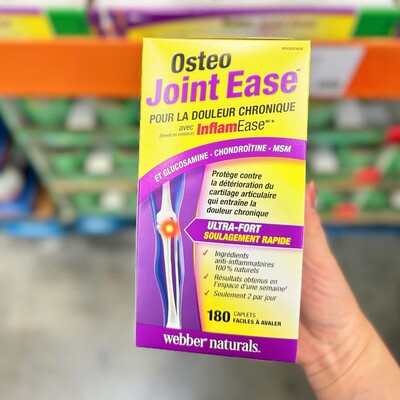 Osteo
Joint Ease™
POUR LA DOULEUR CHRONIQUE
avec InflamEase
ET GLUCOSAMINE - CHONDROÏTINE - MSM
Protège contre
la détérioration du
cartilage articulaire
qui entraîne la
douleur chronique
ULTRA-FORT
SOULAGEMENT RAPIDE
✓ Ingrédients
anti-inflammatoires
100 % naturels
✓ Résultats obtenus en
l'espace d'une semaine†
✓ Seulement 2 par jour
180 CAPLETS
FACILES À AVALER
webber naturals